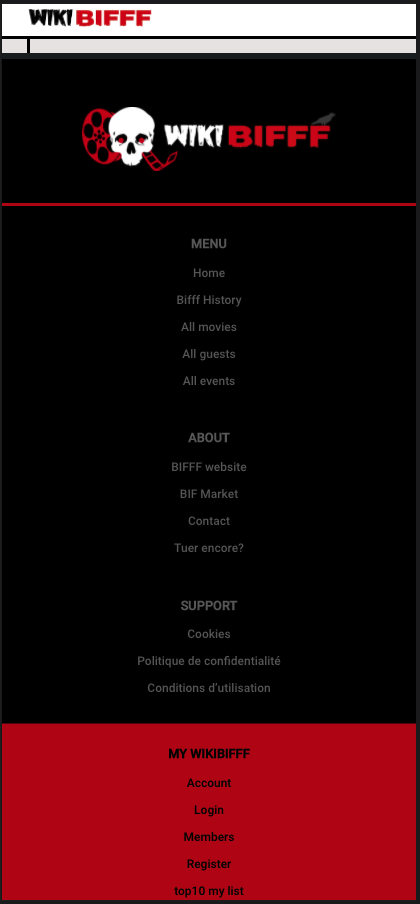 WIKI BIFFF
WIKI BIFFF
MENU
Home
Bifff History
All movies
All guests
All events
ABOUT
BIFFF website
BIF Market
Contact
Tuer encore?
SUPPORT
Cookies
Politique de confidentialité
Conditions d’utilisation
MY WIKIBIFFF
Account
Login
Members
Register
top10 my list